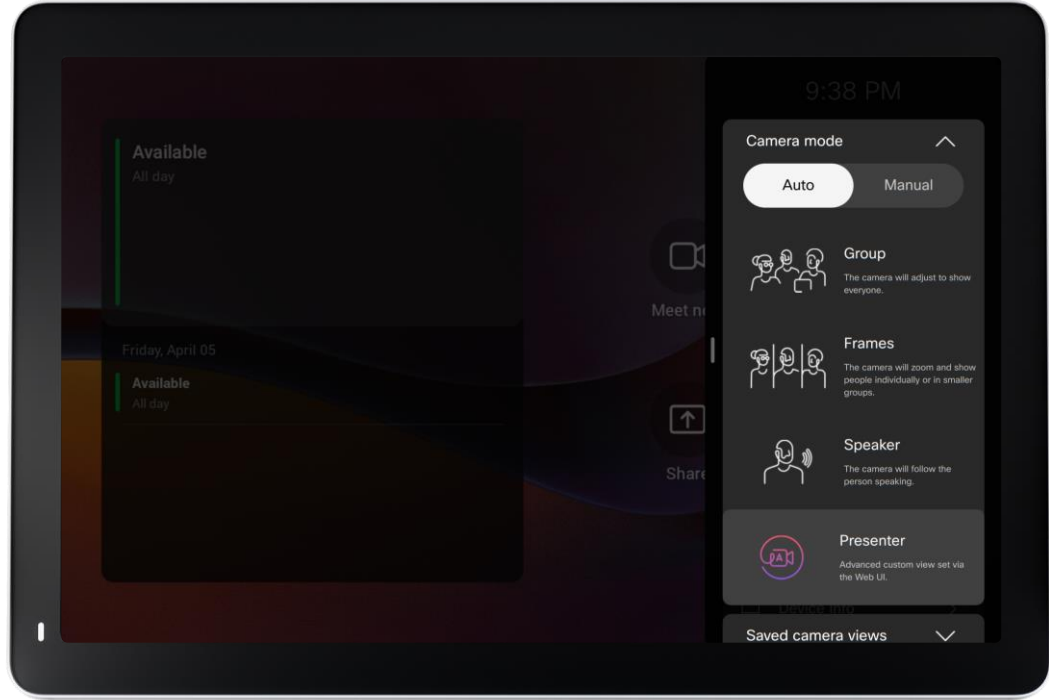 9:38 PM
Available
All day
Friday, April 05
Available
All day
Meet
Share
Camera mode
Auto
Manual
Group
The camera will adjust to show
everyone.
Frames
The camera will zoom and show
people individually or in smaller
groups.
Speaker
The camera will follow the
person speaking.
Presenter
Advanced custom view set via
the Web UI.
Device info
Saved camera views